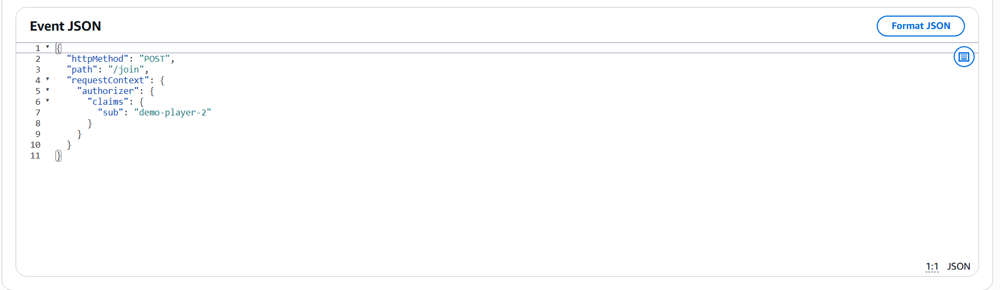 Event JSON
Format JSON
1 {
2   "httpMethod": "POST",
3   "path": "/join",
4   "requestContext": {
5     "authorizer": {
6       "claims": {
7         "sub": "demo-player-2"
8       }
9     }
10   }
11 }
1:1 JSON